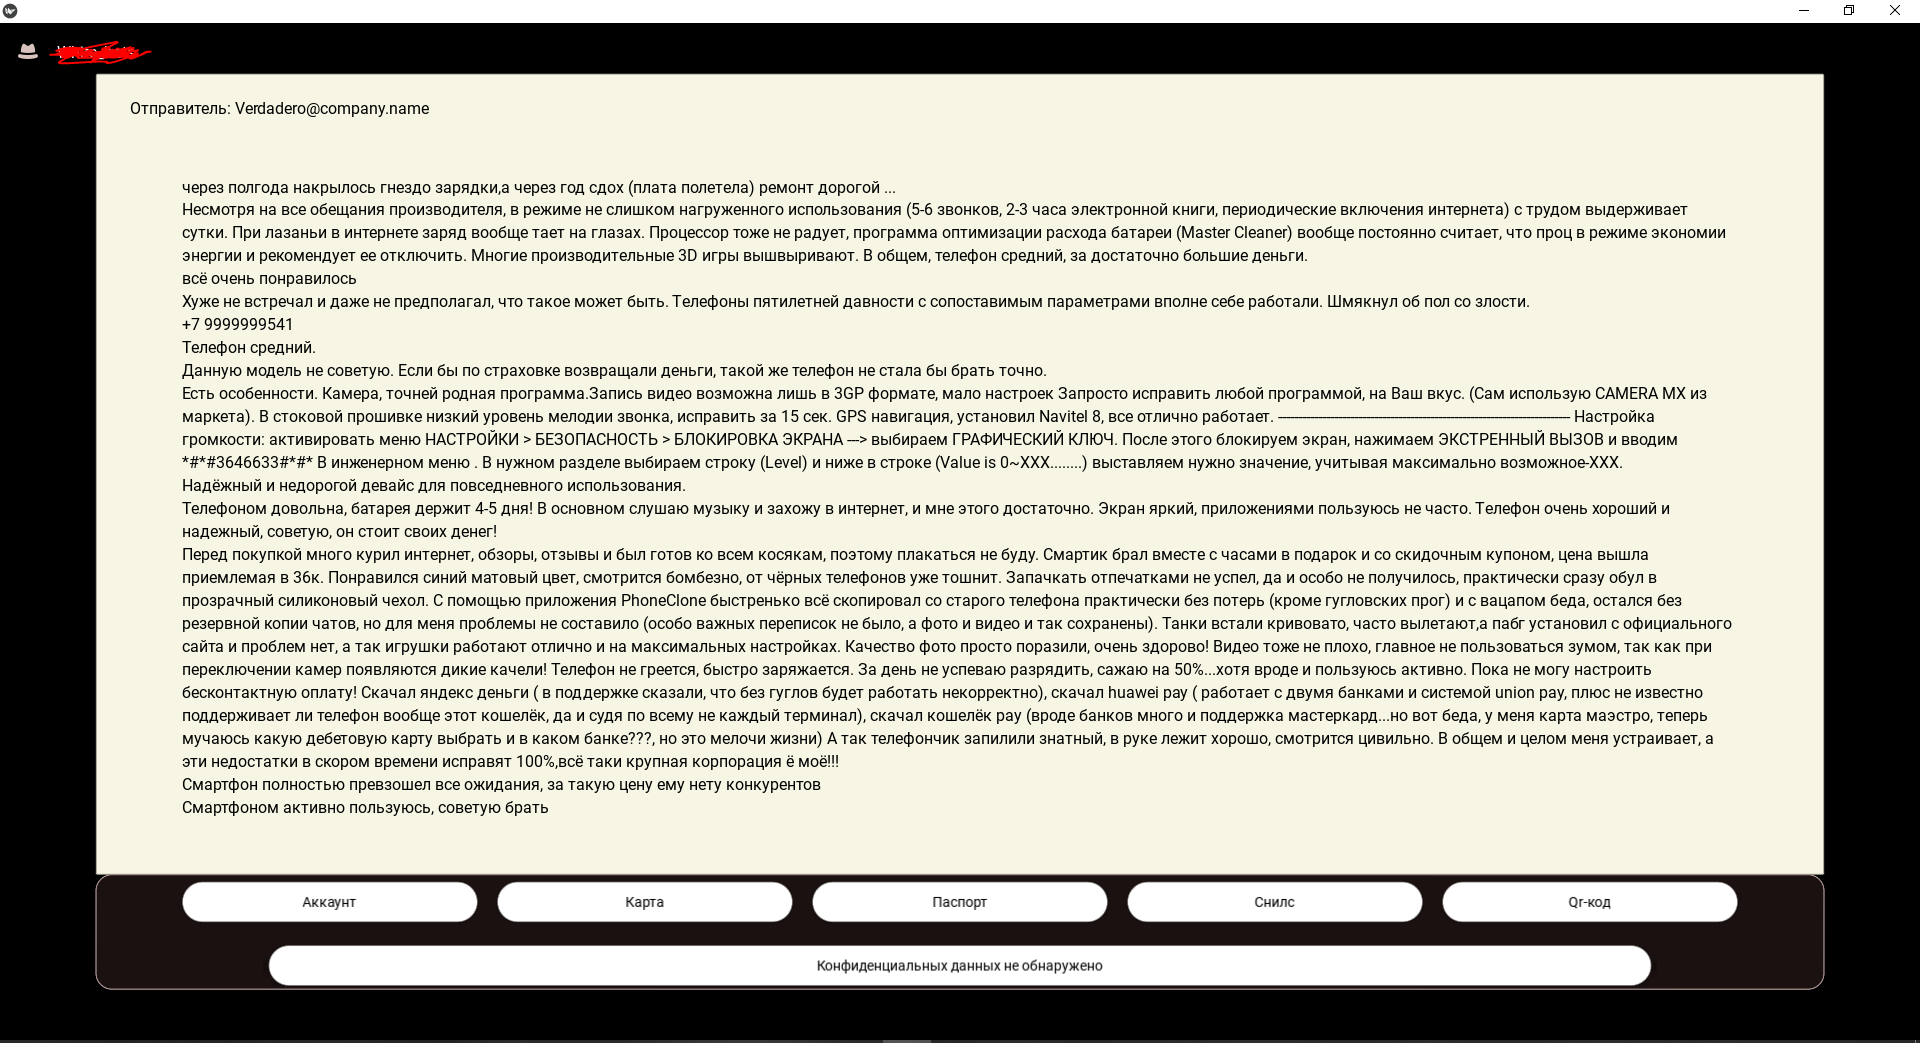 Отправитель: Verdadero@company.name
через полгода накрылось гнездо зарядки,а через год сдох (плата полетела) ремонт дорогой ...
Несмотря на все обещания производителя, в режиме не слишком нагруженного использования (5-6 звонков, 2-3 часа электронной книги, периодические включения интернета) с трудом выдерживает
сутки. При лазаньи в интернете заряд вообще тает на глазах. Процессор тоже не радует, программа оптимизации расхода батареи (Master Cleaner) вообще постоянно считает, что проц в режиме экономии
энергии и рекомендует ее отключить. Многие производительные 3D игры вышвыривают. В общем, телефон средний, за достаточно большие деньги.
всё очень понравилось
Хуже не встречал и даже не предполагал, что такое может быть. Телефоны пятилетней давности с сопоставимым параметрами вполне себе работали. Шмякнул об пол со злости.
+7 9999999541
Телефон средний.
Данную модель не советую. Если бы по страховке возвращали деньги, такой же телефон не стала бы брать точно.
Есть особенности. Камера, точней родная программа.Запись видео возможна лишь в 3GP формате, мало настроек Запросто исправить любой программой, на Ваш вкус. (Сам использую CAMERA MX из
маркета). В стоковой прошивке низкий уровень мелодии звонка, исправить за 15 сек. GPS навигация, установил Navitel 8, все отлично работает. ------------------------------------------------------------------------- Настройка
громкости: активировать меню НАСТРОЙКИ > БЕЗОПАСНОСТЬ > БЛОКИРОВКА ЭКРАНА ---> выбираем ГРАФИЧЕСКИЙ КЛЮЧ. После этого блокируем экран, нажимаем ЭКСТРЕННЫЙ ВЫЗОВ и вводим
*#*#3646633#*#* В инженерном меню . В нужном разделе выбираем строку (Level) и ниже в строке (Value is 0~XXX........) выставляем нужно значение, учитывая максимально возможное-XXX.
Надёжный и недорогой девайс для повседневного использования.
Телефоном довольна, батарея держит 4-5 дня! В основном слушаю музыку и захожу в интернет, и мне этого достаточно. Экран яркий, приложениями пользуюсь не часто. Телефон очень хороший и
надежный, советую, он стоит своих денег!
Перед покупкой много курил интернет, обзоры, отзывы и был готов ко всем косякам, поэтому плакаться не буду. Смартик брал вместе с часами в подарок и со скидочным купоном, цена вышла
приемлемая в 36к. Понравился синий матовый цвет, смотрится бомбезно, от чёрных телефонов уже тошнит. Запачкать отпечатками не успел, да и особо не получилось, практически сразу обул в
прозрачный силиконовый чехол. С помощью приложения PhoneClone быстренько всё скопировал со старого телефона практически без потерь (кроме гугловских прог) и с вацапом беда, остался без
резервной копии чатов, но для меня проблемы не составило (особо важных переписок не было, а фото и видео и так сохранены). Танки встали кривовато, часто вылетают,а пабг установил с официального
сайта и проблем нет, а так игрушки работают отлично и на максимальных настройках. Качество фото просто поразили, очень здорово! Видео тоже не плохо, главное не пользоваться зумом, так как при
переключении камер появляются дикие качели! Телефон не греется, быстро заряжается. За день не успеваю разрядить, сажаю на 50%...хотя вроде и пользуюсь активно. Пока не могу настроить
бесконтактную оплату! Скачал яндекс деньги ( в поддержке сказали, что без гуглов будет работать некорректно), скачал huawei pay ( работает с двумя банками и системой union pay, плюс не известно
поддерживает ли телефон вообще этот кошелёк, да и судя по всему не каждый терминал), скачал кошелёк pay (вроде банков много и поддержка мастеркард...но вот беда, у меня карта маэстро, теперь
мучаюсь какую дебетовую карту выбрать и в каком банке???, но это мелочи жизни) А так телефончик запилили знатный, в руке лежит хорошо, смотрится цивильно. В общем и целом меня устраивает, а
эти недостатки в скором времени исправят 100%,всё таки крупная корпорация ё моё!!!
Смартфон полностью превзошел все ожидания, за такую цену ему нету конкурентов
Смартфоном активно пользуюсь, советую брать
Аккаунт
Карта
Паспорт
Снилс
Qr-код
Конфиденциальных данных не обнаружено